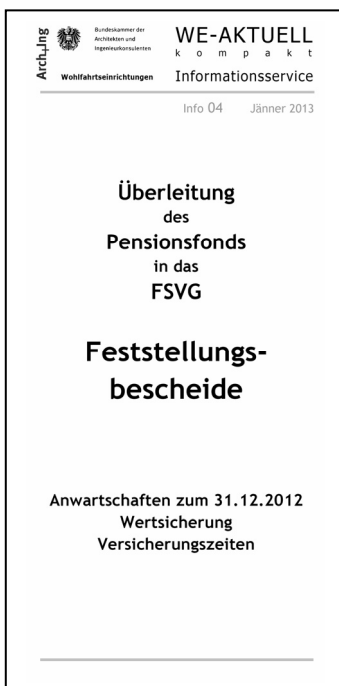 Arch+Ing
Bundeskammer der
Architekten und
Ingenieurkonsulenten
Wohlfahrtseinrichtungen
WE-AKTUELL
kompakt
Informationsservice
Info 04 Jänner 2013
Überleitung
des
Pensionsfonds
in das
FSVG
Feststellungs-
bescheide
Anwartschaften zum 31.12.2012
Wertsicherung
Versicherungszeiten